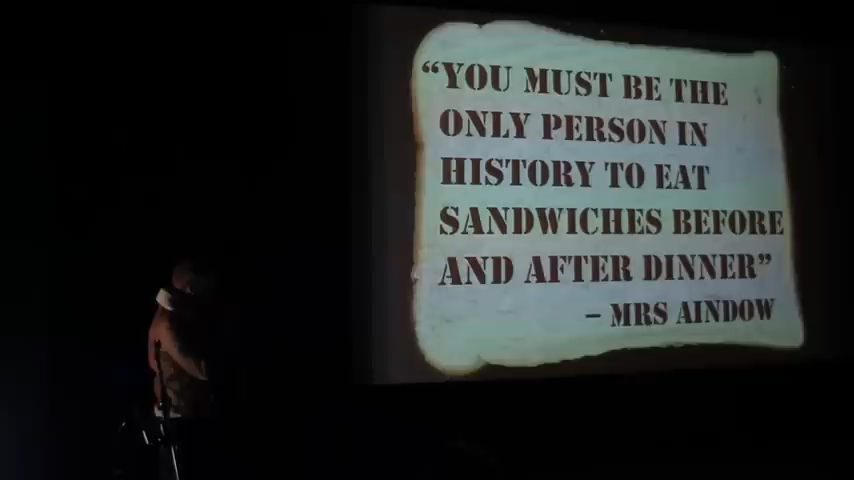 “YOU MUST BE THE
ONLY PERSON IN
HISTORY TO EAT
SANDWICHES BEFORE
AND AFTER DINNER”
– MRS AINDOW